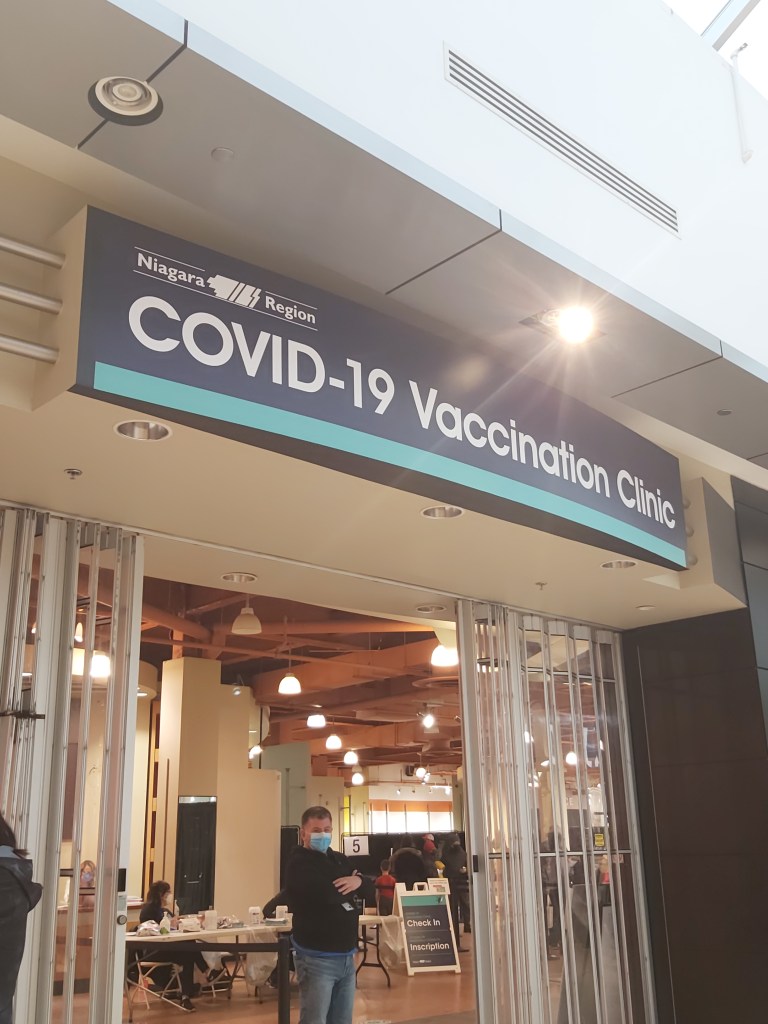 Niagara Region
COVID-19 Vaccination Clinic
5
Check In
Inscription